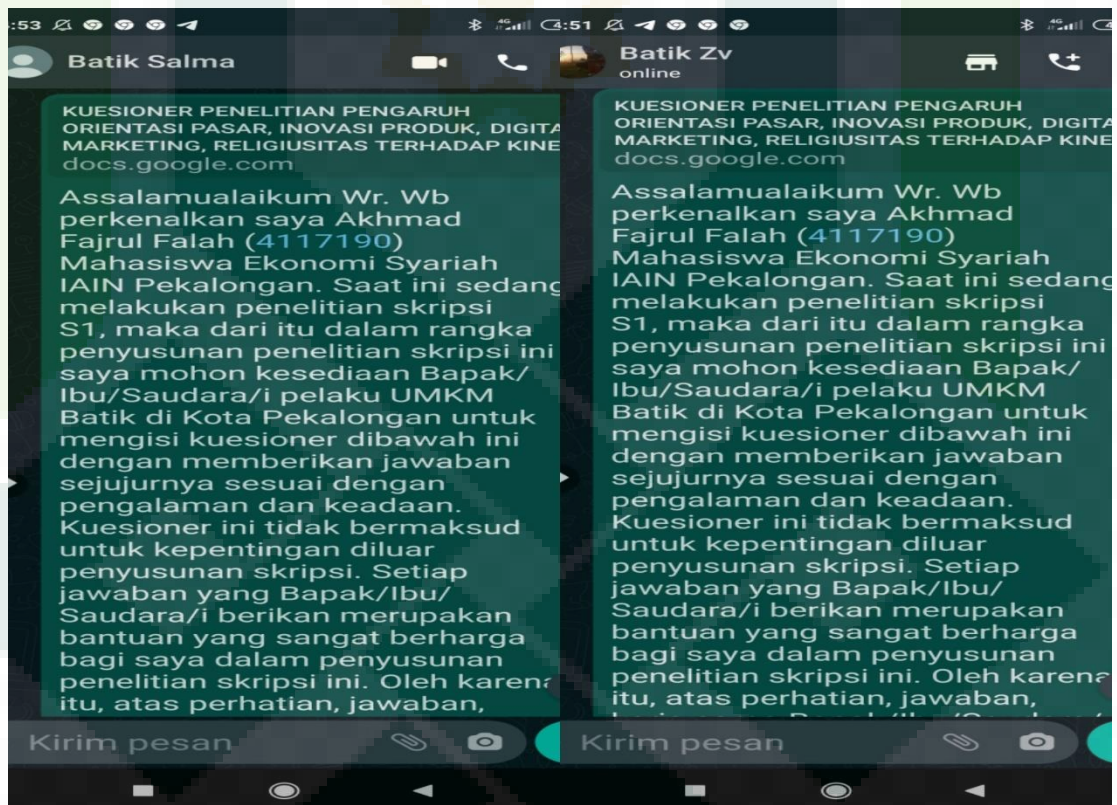 :53
4G
Batik Salma
KUESIONER PENELITIAN PENGARUH
ORIENTASI PASAR, INOVASI PRODUK, DIGITA
MARKETING, RELIGIUSITAS TERHADAP KINE
docs.google.com
Assalamualaikum Wr. Wb
perkenalkan saya Akhmad
Fajrul Falah (4117190)
Mahasiswa Ekonomi Syariah
IAIN Pekalongan. Saat ini sedang
melakukan penelitian skripsi
S1, maka dari itu dalam rangka
penyusunan penelitian skripsi ini
saya mohon kesediaan Bapak/
Ibu/Saudara/i pelaku UMKM
Batik di Kota Pekalongan untuk
mengisi kuesioner dibawah ini
dengan memberikan jawaban
sejujurnya sesuai dengan
pengalaman dan keadaan.
Kuesioner ini tidak bermaksud
untuk kepentingan diluar
penyusunan skripsi. Setiap
jawaban yang Bapak/Ibu/
Saudara/i berikan merupakan
bantuan yang sangat berharga
bagi saya dalam penyusunan
penelitian skripsi ini. Oleh karena
itu, atas perhatian, jawaban,
Kirim pesan
4:51
4G
Batik Zv
online
KUESIONER PENELITIAN PENGARUH
ORIENTASI PASAR, INOVASI PRODUK, DIGITA
MARKETING, RELIGIUSITAS TERHADAP KINE
docs.google.com
Assalamualaikum Wr. Wb
perkenalkan saya Akhmad
Fajrul Falah (4117190)
Mahasiswa Ekonomi Syariah
IAIN Pekalongan. Saat ini sedang
melakukan penelitian skripsi
S1, maka dari itu dalam rangka
penyusunan penelitian skripsi ini
saya mohon kesediaan Bapak/
Ibu/Saudara/i pelaku UMKM
Batik di Kota Pekalongan untuk
mengisi kuesioner dibawah ini
dengan memberikan jawaban
sejujurnya sesuai dengan
pengalaman dan keadaan.
Kuesioner ini tidak bermaksud
untuk kepentingan diluar
penyusunan skripsi. Setiap
jawaban yang Bapak/Ibu/
Saudara/i berikan merupakan
bantuan yang sangat berharga
bagi saya dalam penyusunan
penelitian skripsi ini. Oleh karena
itu, atas perhatian, jawaban,
Kirim pesan